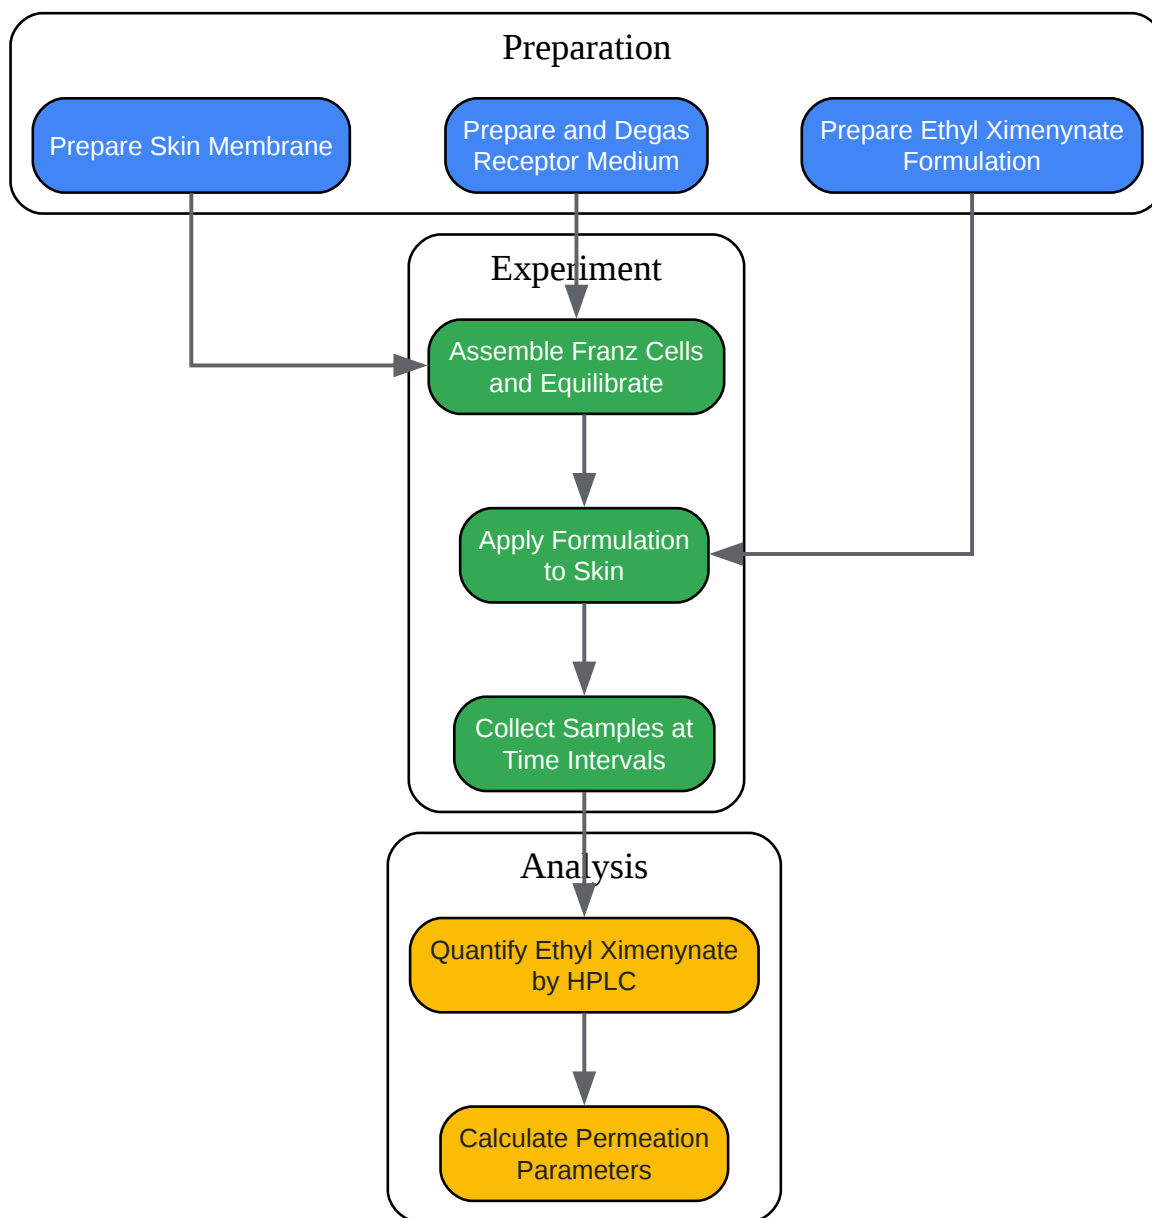 Preparation
Prepare Skin Membrane
Prepare and Degas
Receptor Medium
Prepare Ethyl Ximenynate
Formulation
Experiment
Assemble Franz Cells
and Equilibrate
Apply Formulation
to Skin
Collect Samples at
Time Intervals
Analysis
Quantify Ethyl Ximenynate
by HPLC
Calculate Permeation
Parameters